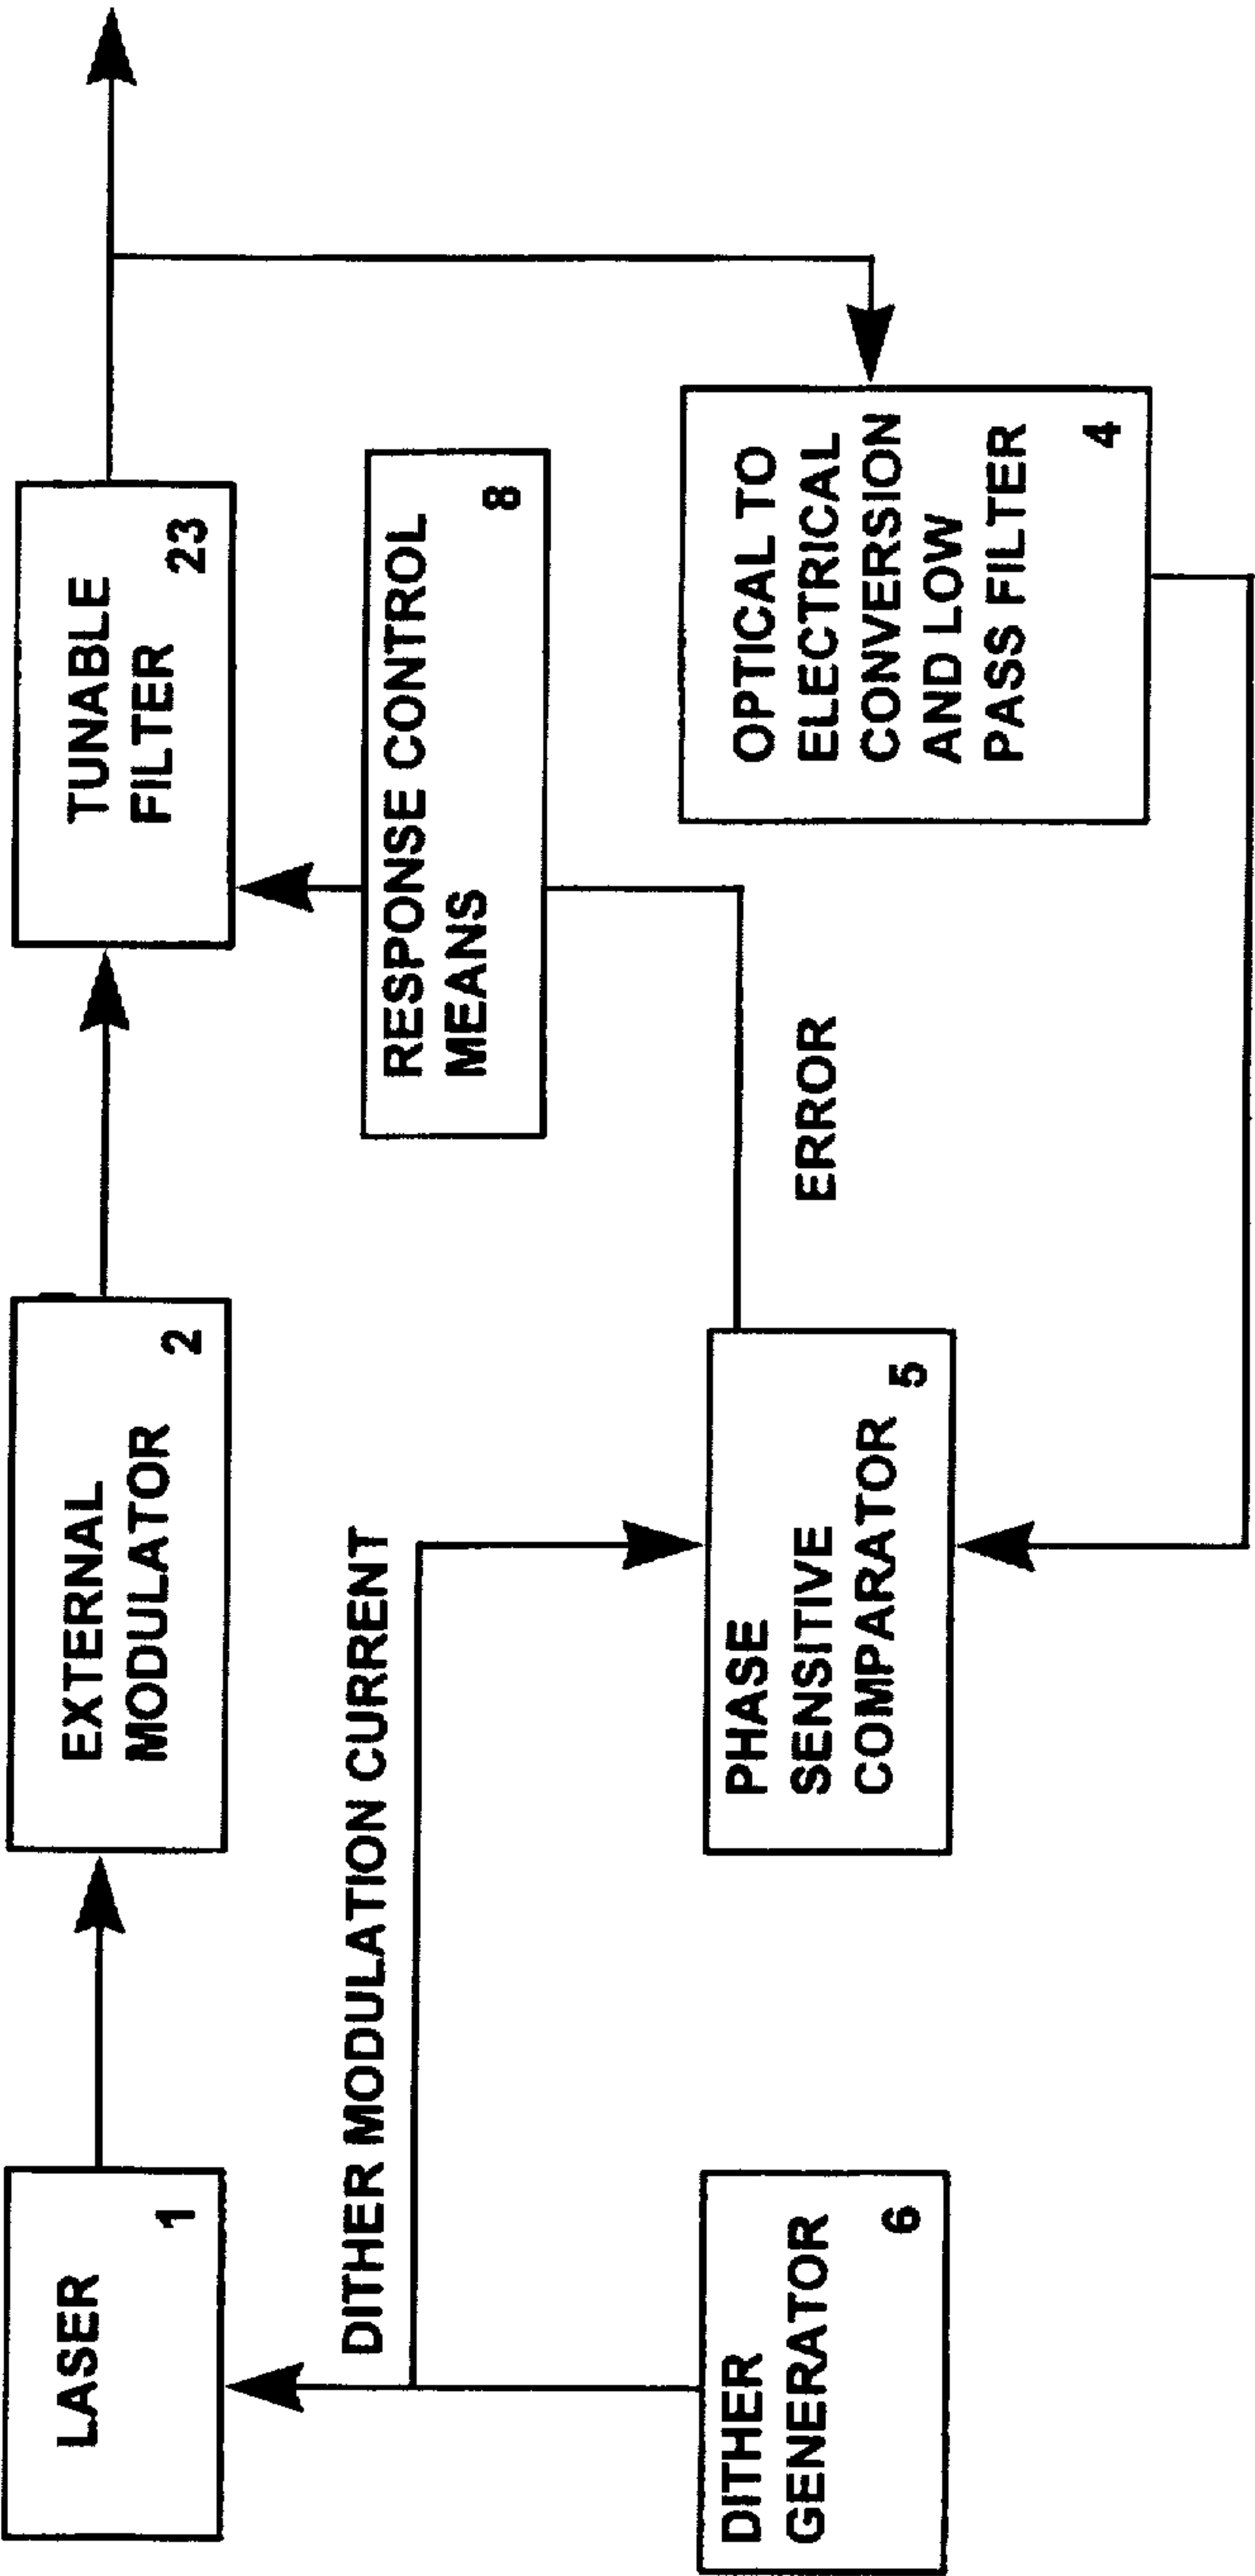 LASER
1
EXTERNAL
MODULATOR
2
TUNABLE
FILTER
23
DITHER MODULATION CURRENT
RESPONSE CONTROL
MEANS
8
DITHER
GENERATOR
6
PHASE
SENSITIVE
COMPARATOR
5
ERROR
OPTICAL TO
ELECTRICAL
CONVERSION
AND LOW
PASS FILTER
4